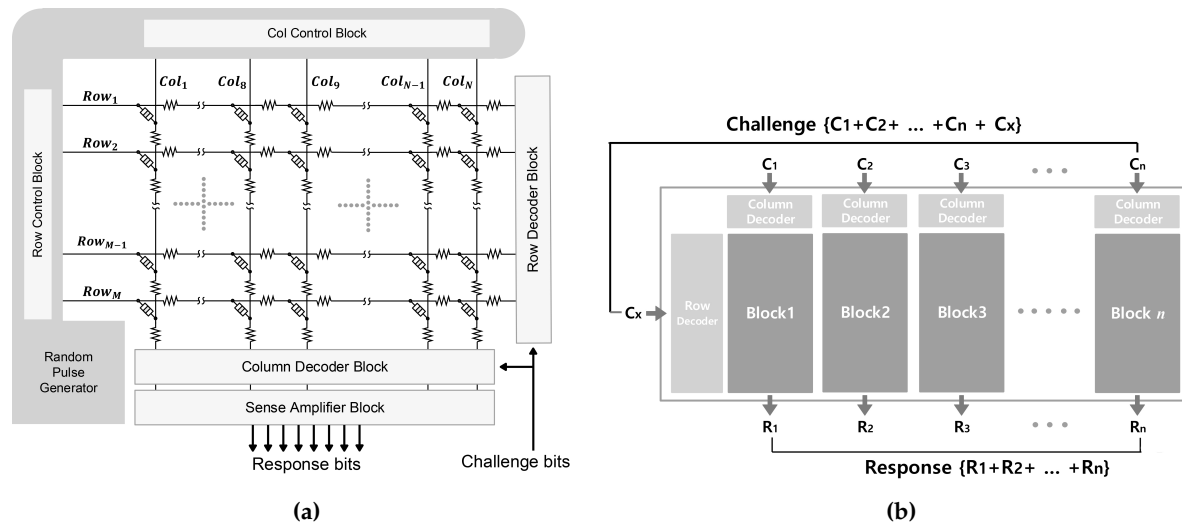 Col Control Block
Col1 Col8 Col9 ColN−1 ColN
Row1
Row2
RowM−1
RowM
Row Control Block
Row Decoder Block
Random
Pulse
Generator
Column Decoder Block
Sense Amplifier Block
Response bits
Challenge bits
(a)
Challenge {C1+C2+ ... +Cn + Cx}
C1 C2 C3 Cn
Column
Decoder
Column
Decoder
Column
Decoder
Column
Decoder
Cx
Row
Decoder
Block1
Block2
Block3
Block n
R1 R2 R3 Rn
Response {R1+R2+ ... +Rn}
(b)